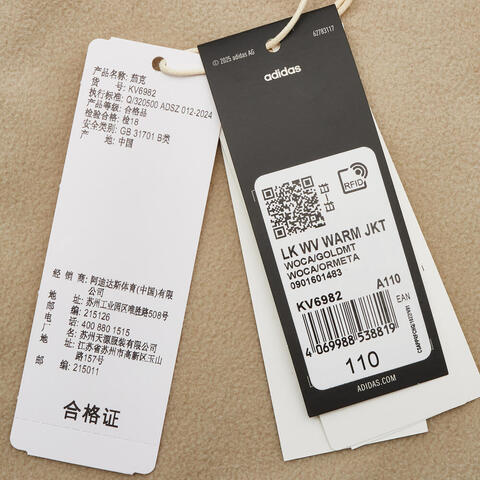 产品名称: 茄克
货 号: KV6982
执行标准: Q/320500 ADSZ 012-2024
产品等级: 合格品
检验合格: 检18
安全类别: GB 31701 B类
产 地: 中国
经 销 商: 阿迪达斯体育(中国)有限
公司
地 址: 苏州工业园区唯胜路508号
邮 编: 215126
电 话: 400 880 1515
厂 名: 苏州天源服装有限公司
地 址: 江苏省苏州市高新区玉山
路157号
邮 编: 215011
合格证
62783117
© 2025 adidas AG
adidas
RFID
LK WV WARM JKT
WOCA/GOLDMT
WOCA/ORMETA
0901601483
KV6982 A110
EAN
4069988538819
110
ADIDAS.COM